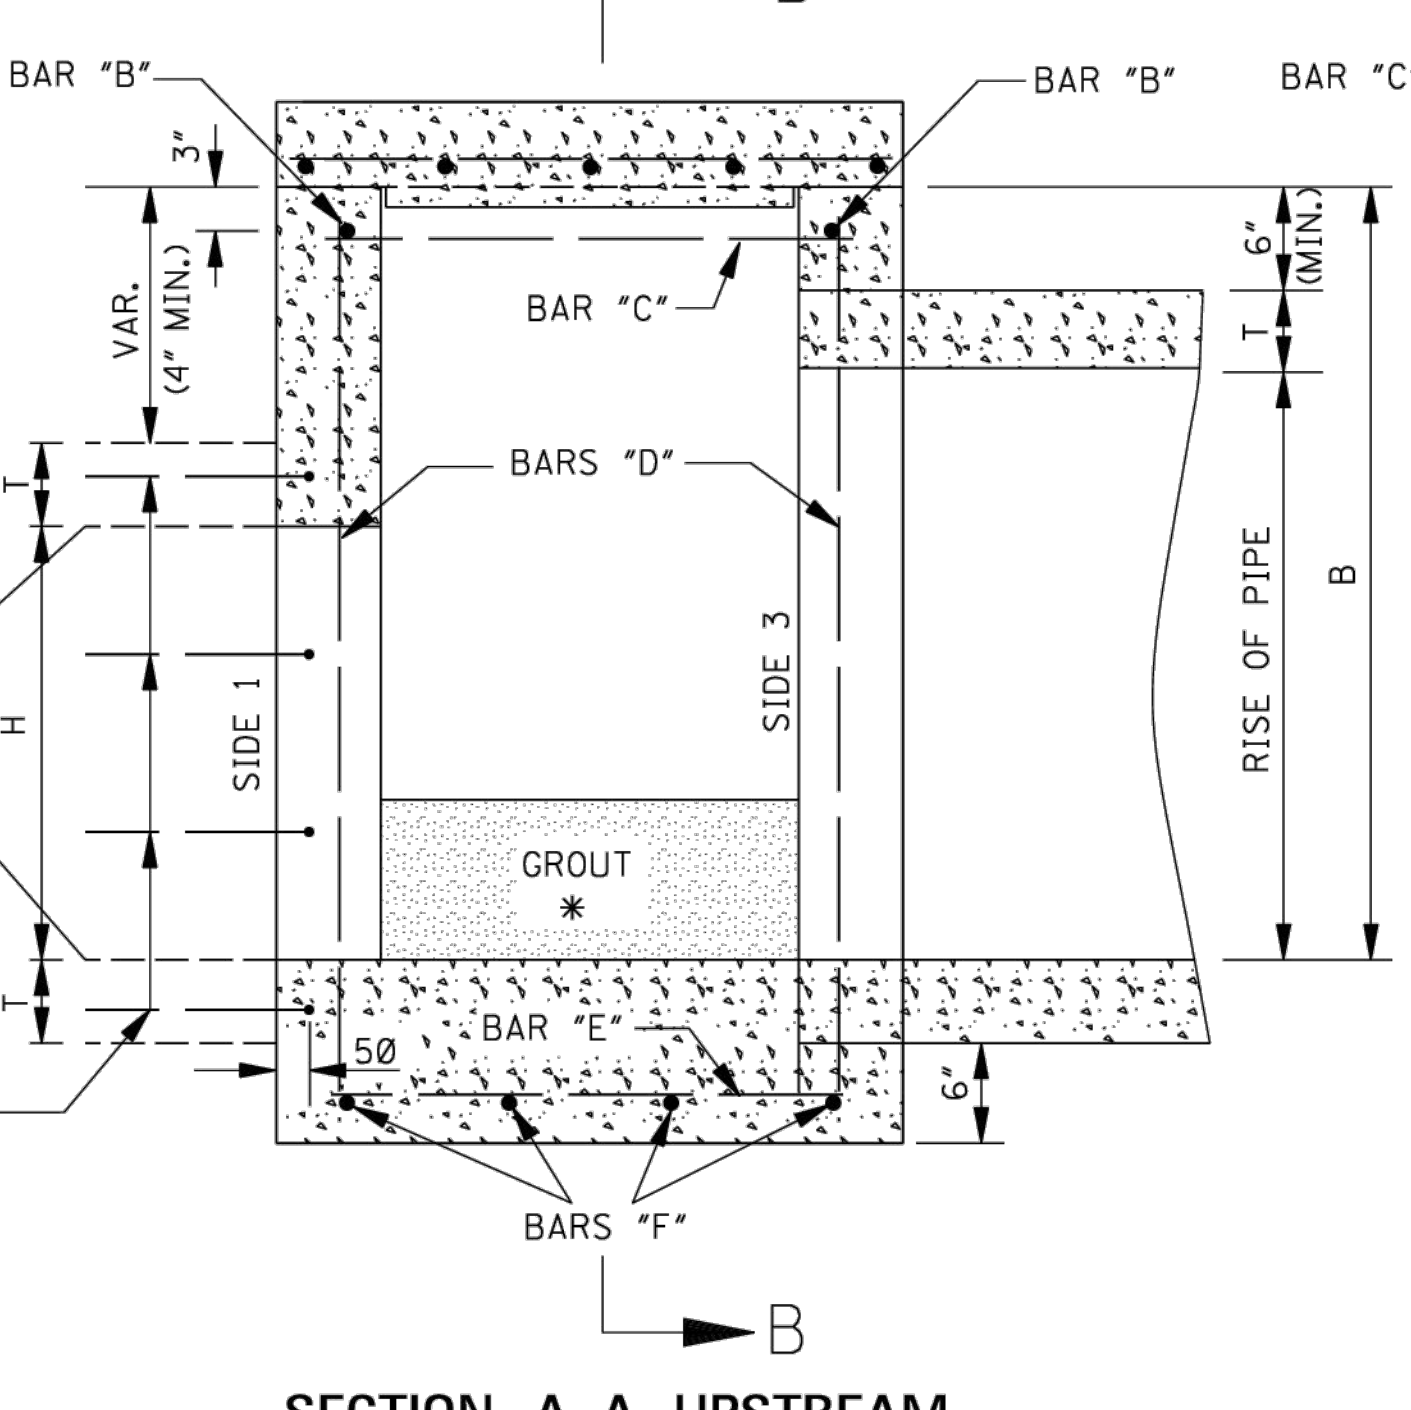 BAR "B"
BAR "B"
BAR "C"
3"
VAR.
(4" MIN.)
6"
(MIN.)
BAR "C"
T
T
BARS "D"
RISE OF PIPE
B
SIDE 3
SIDE 1
H
GROUT
*
T
BAR "E"
5Ø
6"
BARS "F"
B
SECTION A-A UPSTREAM